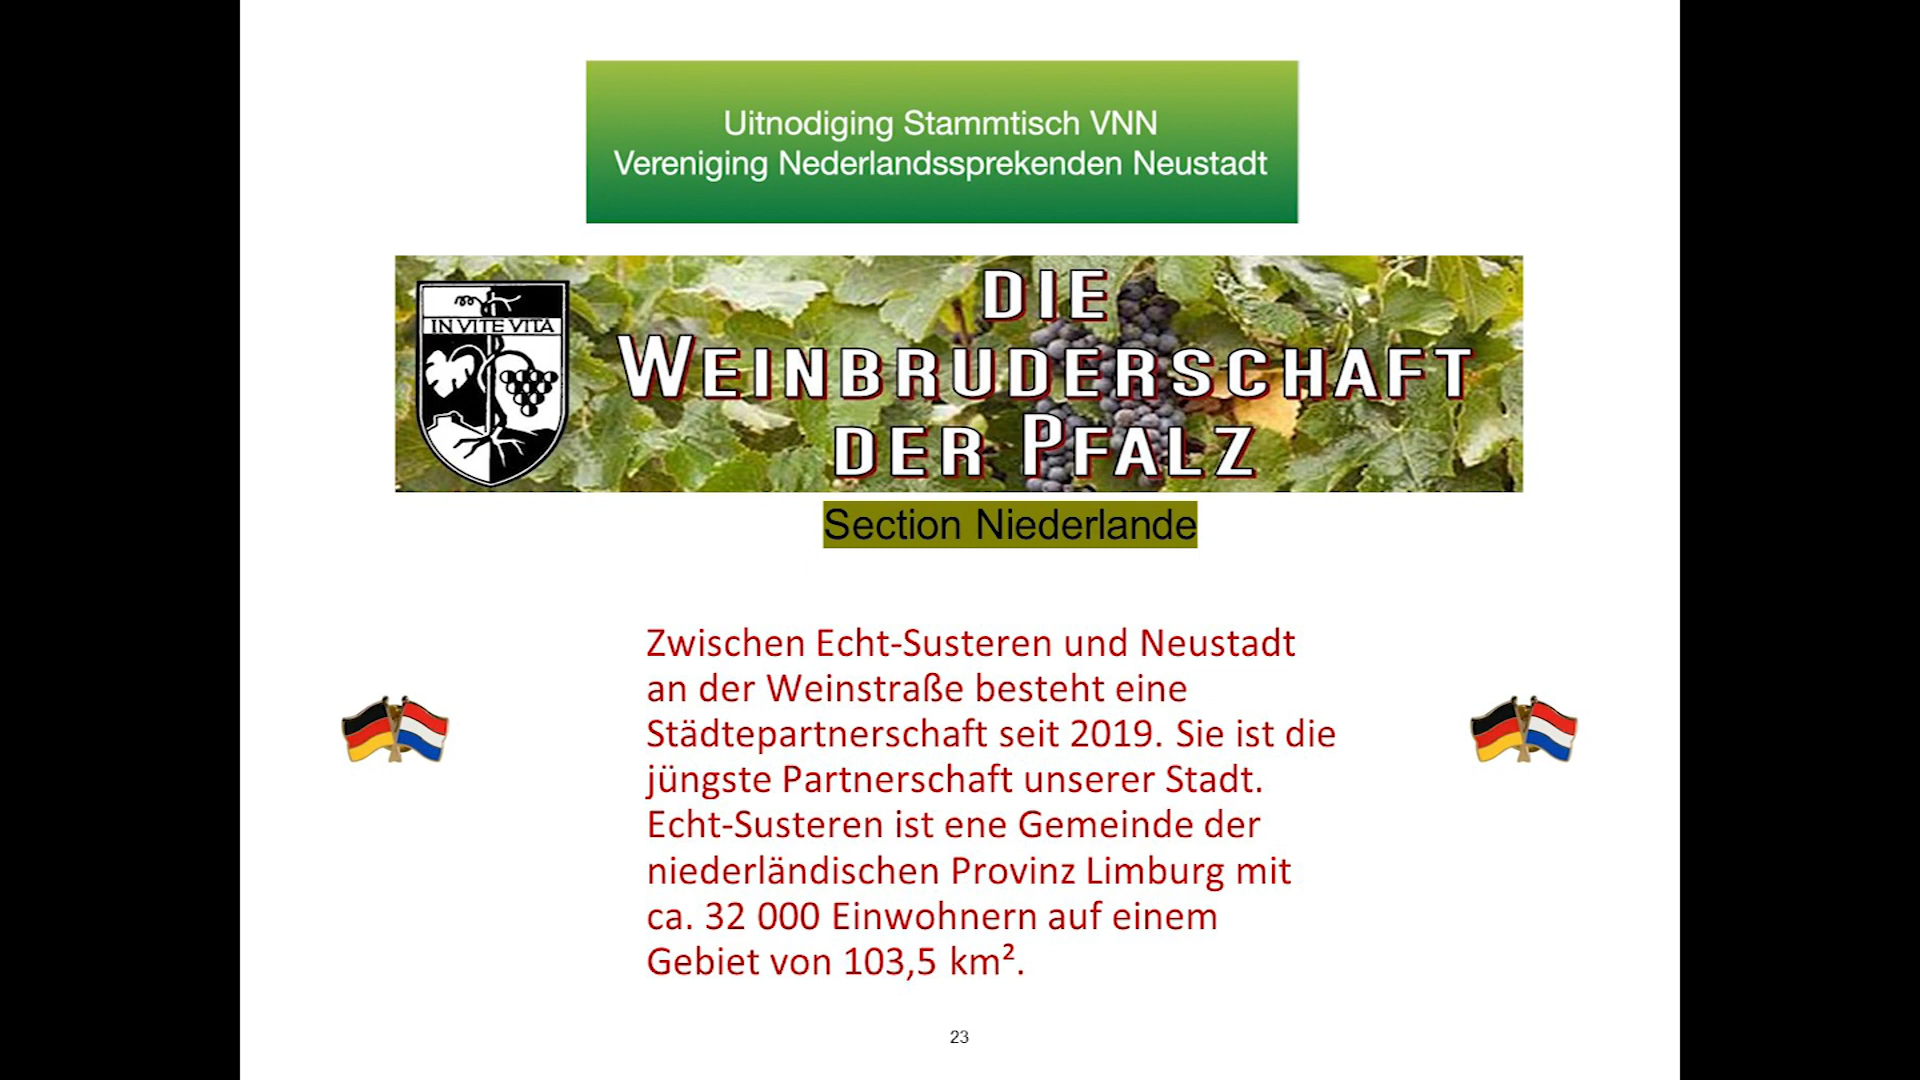 Uitnodiging Stammtisch VNN
Vereniging Nederlandssprekenden Neustadt
IN VITE VITA
DIE
WEINBRUDERSCHAFT
DER PFALZ
Section Niederlande
Zwischen Echt-Susteren und Neustadt
an der Weinstraße besteht eine
Städtepartnerschaft seit 2019. Sie ist die
jüngste Partnerschaft unserer Stadt.
Echt-Susteren ist ene Gemeinde der
niederländischen Provinz Limburg mit
ca. 32 000 Einwohnern auf einem
Gebiet von 103,5 km².
23